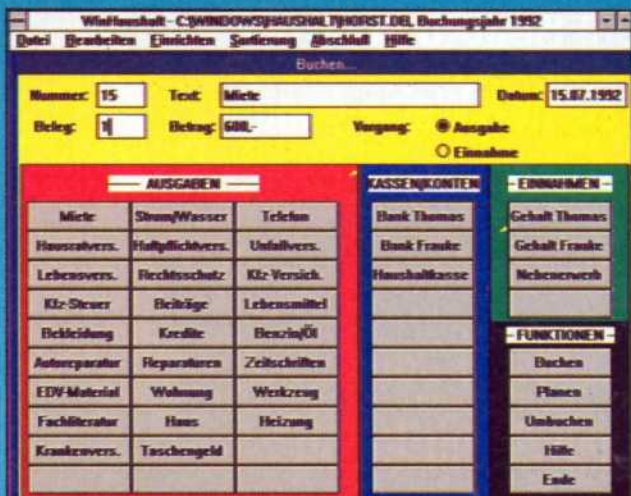 WinHaushalt - C:\WINDOWS\HAUSHALT\HORST.DEL Buchungsjahr 1992
Datei Bearbeiten Einrichten Sortierung Abschluß Hilfe
Buchen...
Nummer: 15 Text: Miete Datum: 15.07.1992
Beleg: 1 Betrag: 600,- Vorgang: Ausgabe
Einnahme
AUSGABEN KASSEN/KONTEN EINNAHMEN
Miete Strom/Wasser Telefon Bank Thomas Gehalt Thomas
Hausratvers. Haftpflichtvers. Unfallvers. Bank Frauke Gehalt Frauke
Lebensvers. Rechtsschutz Kfz-Versich. Haushaltkasse Nebenerwerb
Kfz-Steuer Beiträge Lebensmittel
Bekleidung Kredite Benzin/Öl FUNKTIONEN
Autoreparatur Reparaturen Zeitschriften Buchen
EDV-Material Wohnung Werkzeug Planen
Fachliteratur Haus Heizung Umbuchen
Krankenvers. Taschengeld Hilfe
Ende